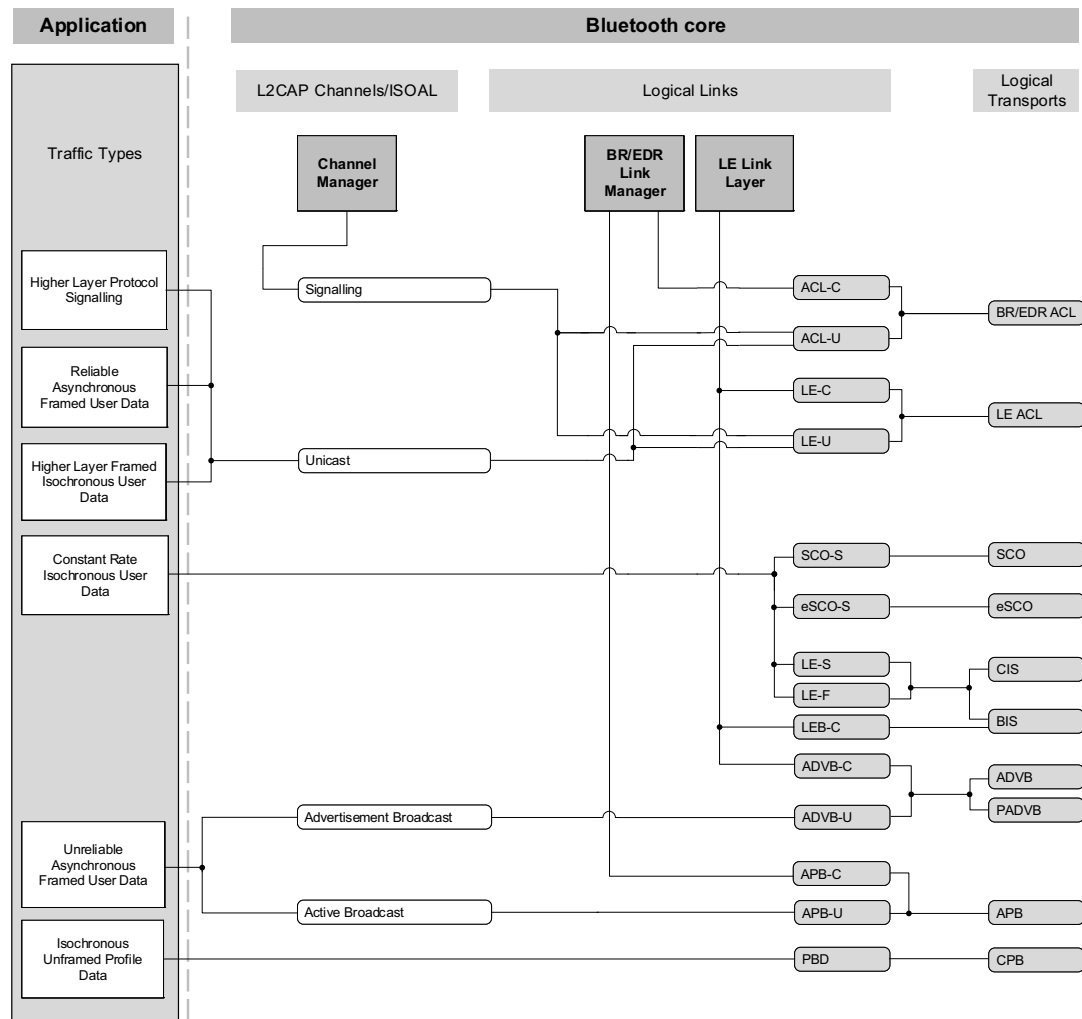 Application
Bluetooth core
L2CAP Channels/ISOAL
Logical Links
Logical
Transports
Traffic Types
Channel
Manager
BR/EDR
Link
Manager
LE Link
Layer
Higher Layer Protocol
Signalling
Signalling
ACL-C
BR/EDR ACL
ACL-U
Reliable
Asynchronous
Framed User Data
LE-C
LE ACL
LE-U
Higher Layer Framed
Isochronous User
Data
Unicast
Constant Rate
Isochronous User
Data
SCO-S
SCO
eSCO-S
eSCO
LE-S
CIS
LE-F
LEB-C
BIS
ADVB-C
ADVB
Advertisement Broadcast
ADVB-U
PADVB
Unreliable
Asynchronous
Framed User Data
APB-C
Active Broadcast
APB-U
APB
Isochronous
Unframed Profile
Data
PBD
CPB